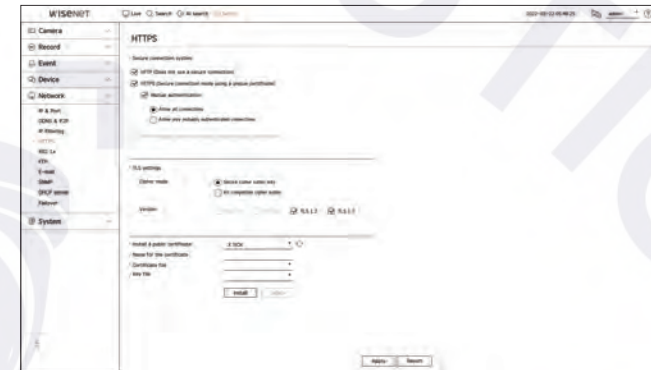 WISENET
Live Search AI search
admin
Camera
Record
Event
Device
Network
IP & Port
DDNS & P2P
IP filtering
HTTPS
802.1x
FTP
E-mail
SNMP
DHCP server
Failover
System
HTTPS
Secure connection system
HTTP (Does not use a secure connection)
HTTPS (Secure connection mode using a unique certificate)
Mutual authentication
Allow all connections
Allow only mutually authenticated connections
TLS settings
Cipher mode
Secure cipher suites only
All compatible cipher suites
Version
TLS 1.2 TLS 1.3
Install a public certificate
Name for the certificate
Certificate file
Key file
Install
Apply Revert